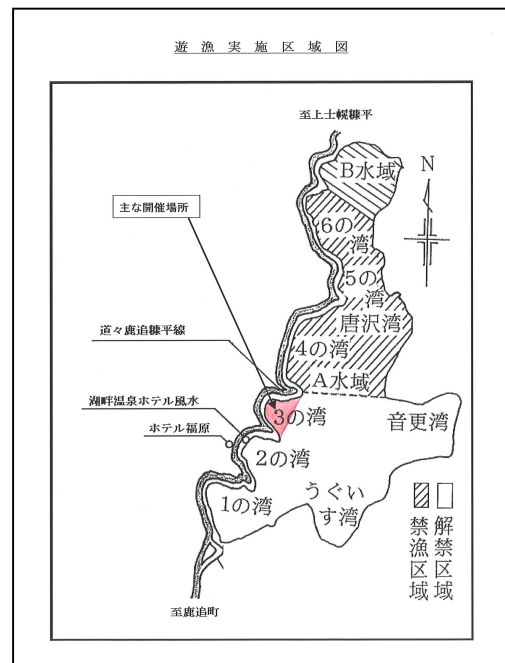 遊漁実施区域図
至上士幌糠平
B水域
N
主な開催場所
6の湾
5の湾
唐沢湾
道々鹿追糠平線
4の湾
A水域
湖畔温泉ホテル風水
3の湾
音更湾
ホテル福原
2の湾
1の湾
うぐいす湾
解禁区域
禁漁区域
至鹿追町